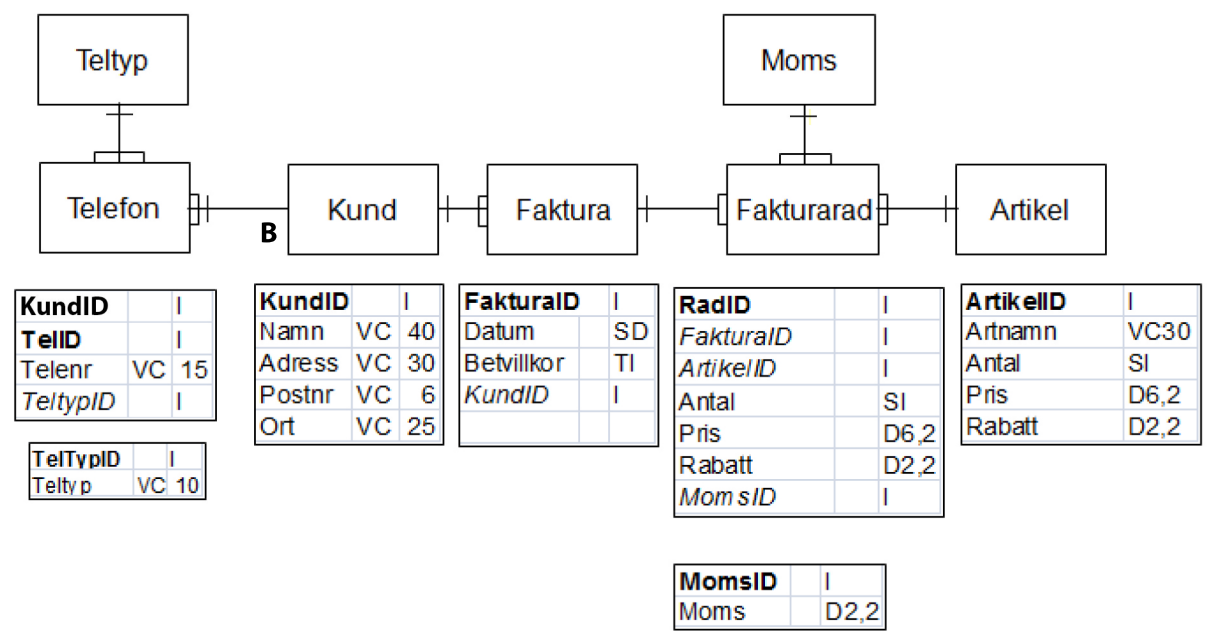 Teltyp
Moms
Telefon
B
Kund
Faktura
Fakturarad
Artikel
KundID I
TelID I
Telenr VC 15
TeltypID I
TelTypID I
Teltyp VC 10
KundID I
Namn VC 40
Adress VC 30
Postnr VC 6
Ort VC 25
FakturaID I
Datum SD
Betvillkor TI
KundID I
RadID I
FakturaID I
ArtikelID I
Antal SI
Pris D6,2
Rabatt D2,2
MomsID I
MomsID I
Moms D2,2
ArtikelID I
Artnamn VC30
Antal SI
Pris D6,2
Rabatt D2,2